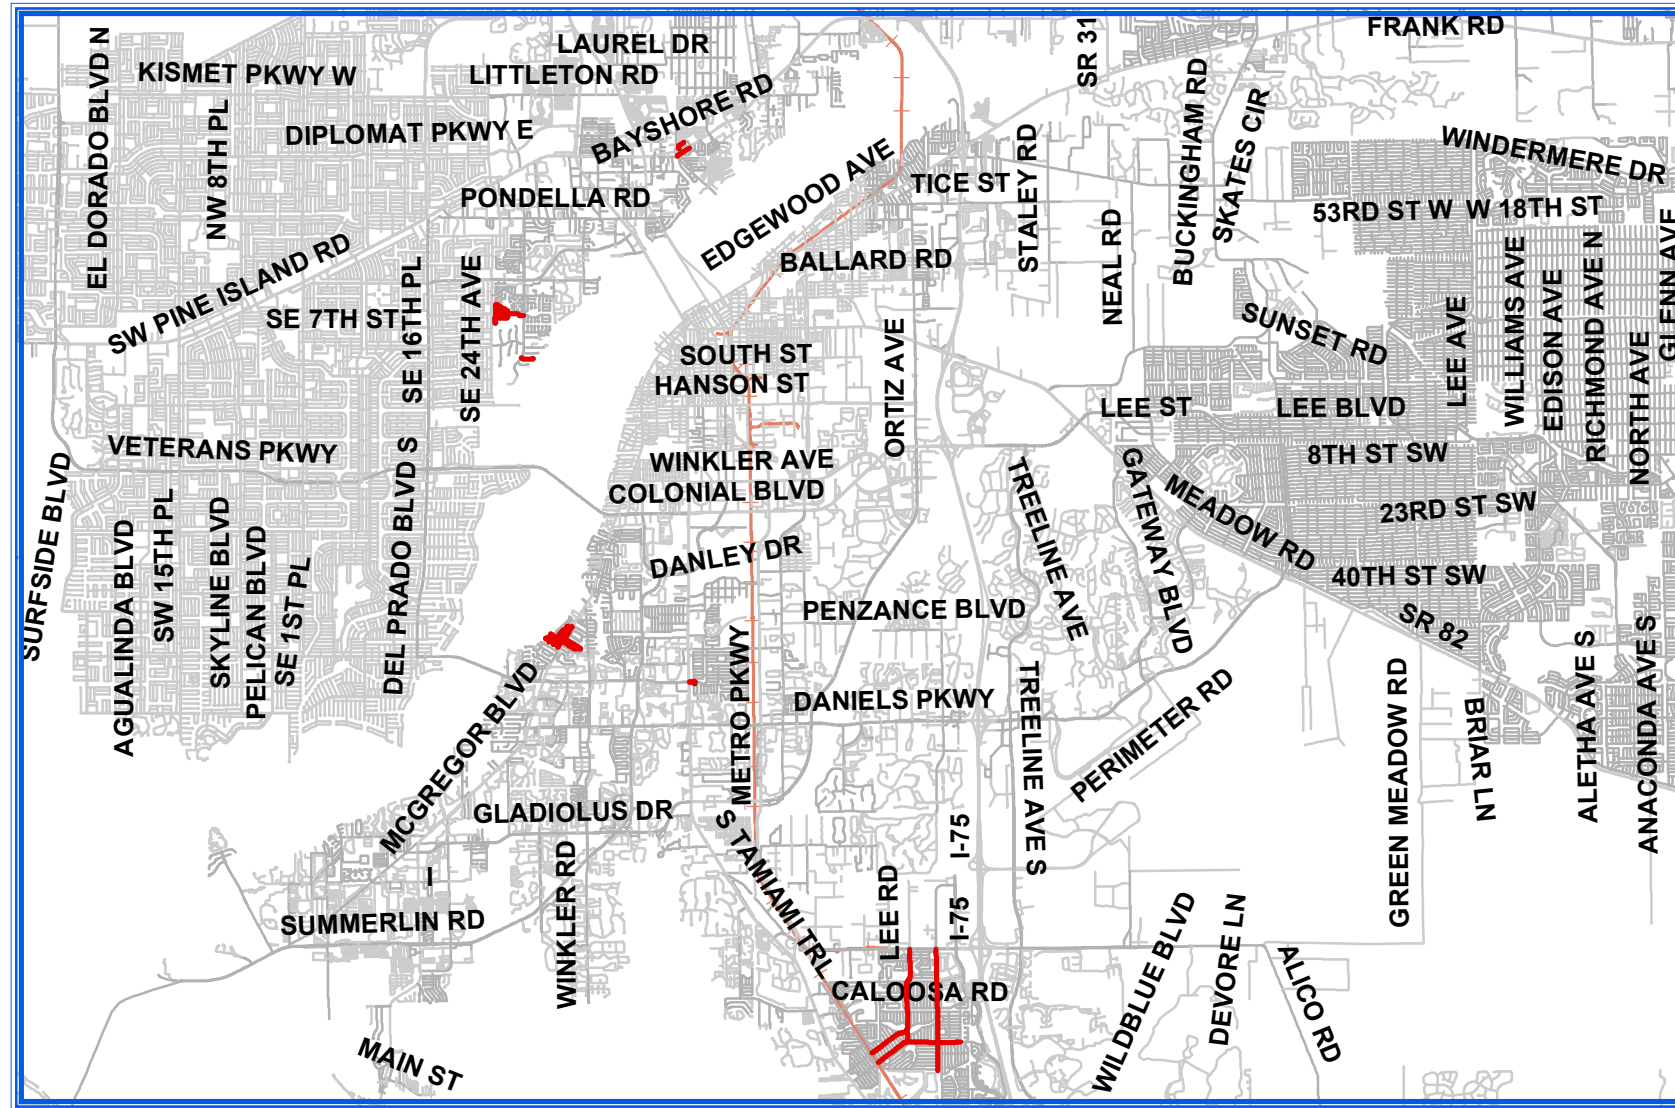 FRANK RD
LAUREL DR
EL DORADO BLVD N
KISMET PKWY W
LITTLETON RD
SR 31
BUCKINGHAM RD
SKATES CIR
BAYSHORE RD
NW 8TH PL
DIPLOMAT PKWY E
EDGEWOOD AVE
STALEY RD
WINDERMERE DR
TICE ST
PONDELLA RD
53RD ST W
W 18TH ST
NEAL RD
GLENN AVE
SW PINE ISLAND RD
BALLARD RD
SE 16TH PL
SE 24TH AVE
SE 7TH ST
SUNSET RD
LEE AVE
WILLIAMS AVE
EDISON AVE
RICHMOND AVE N
NORTH AVE
ORTIZ AVE
SOUTH ST
HANSON ST
LEE ST
LEE BLVD
VETERANS PKWY
WINKLER AVE
8TH ST SW
COLONIAL BLVD
SURFSIDE BLVD
AGUALINDA BLVD
SW 15TH PL
SKYLINE BLVD
PELICAN BLVD
SE 1ST PL
DEL PRADO BLVD S
TREELINE AVE
GATEWAY BLVD
MEADOW RD
23RD ST SW
DANLEY DR
40TH ST SW
PENZANCE BLVD
SR 82
METRO PKWY
MCGREGOR BLVD
DANIELS PKWY
TREELINE AVE S
PERIMETER RD
GREEN MEADOW RD
BRIAR LN
ALETHA AVE S
ANACONDA AVE S
GLADIOLUS DR
S TAMIAMI TRL
I-75
I
WINKLER RD
SUMMERLIN RD
LEE RD
I-75
WILDBLUE BLVD
DEVORE LN
ALICO RD
CALOOSA RD
MAIN ST